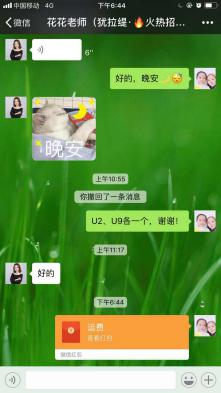 中国移动 4G 下午6:44
微信 花花老师（犹拉缇·🔥火热招...
6"
好的，晚安🌙😴
晚安
上午10:55
你撤回了一条消息
U2、U9各一个，谢谢！
上午11:17
好的
下午6:44
运费
查看红包
微信红包